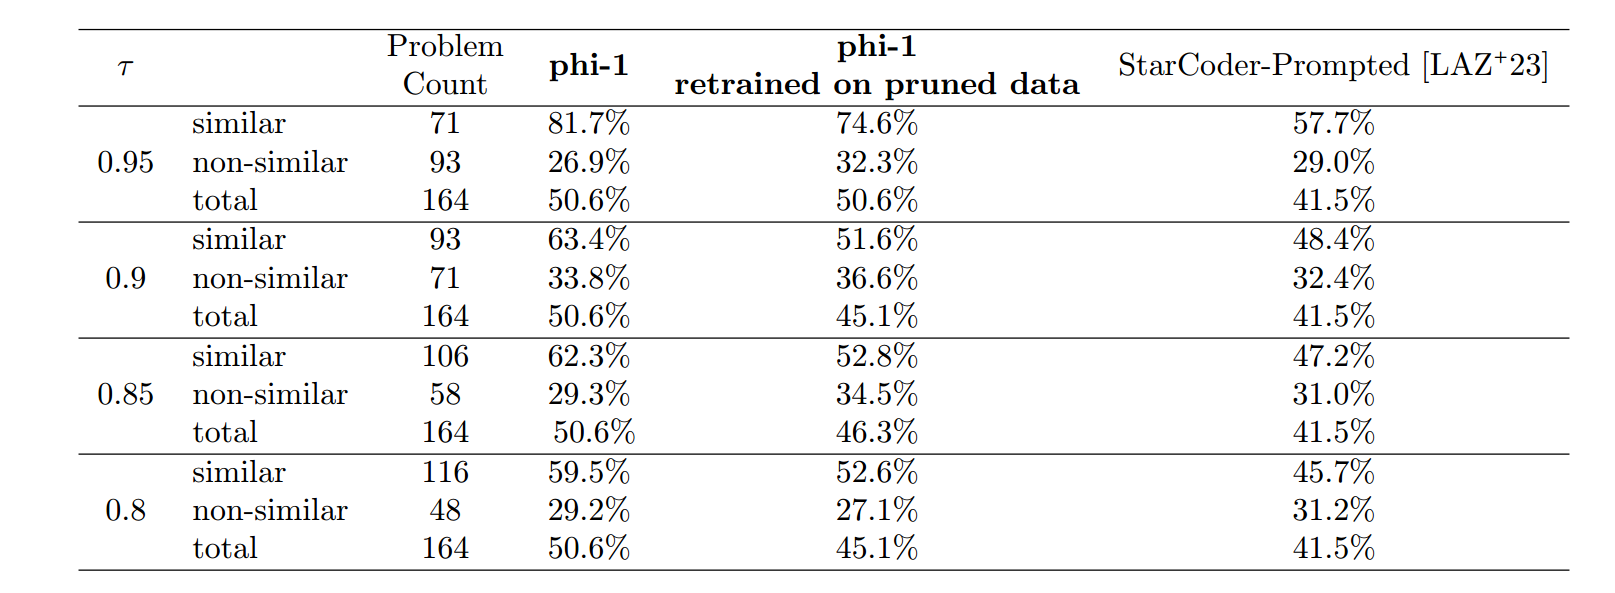 τ Problem Count phi-1 phi-1 retrained on pruned data StarCoder-Prompted [LAZ+23]
similar 71 81.7% 74.6% 57.7%
0.95 non-similar 93 26.9% 32.3% 29.0%
total 164 50.6% 50.6% 41.5%
similar 93 63.4% 51.6% 48.4%
0.9 non-similar 71 33.8% 36.6% 32.4%
total 164 50.6% 45.1% 41.5%
similar 106 62.3% 52.8% 47.2%
0.85 non-similar 58 29.3% 34.5% 31.0%
total 164 50.6% 46.3% 41.5%
similar 116 59.5% 52.6% 45.7%
0.8 non-similar 48 29.2% 27.1% 31.2%
total 164 50.6% 45.1% 41.5%